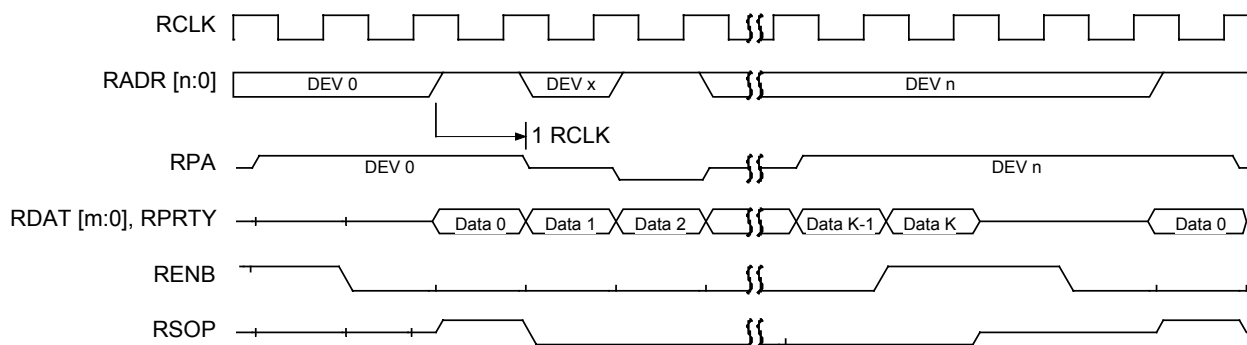 RCLK
RADR [n:0] DEV 0 DEV x DEV n
1 RCLK
RPA DEV 0 DEV n
RDAT [m:0], RPRTY Data 0 Data 1 Data 2 Data K-1 Data K Data 0
RENB
RSOP